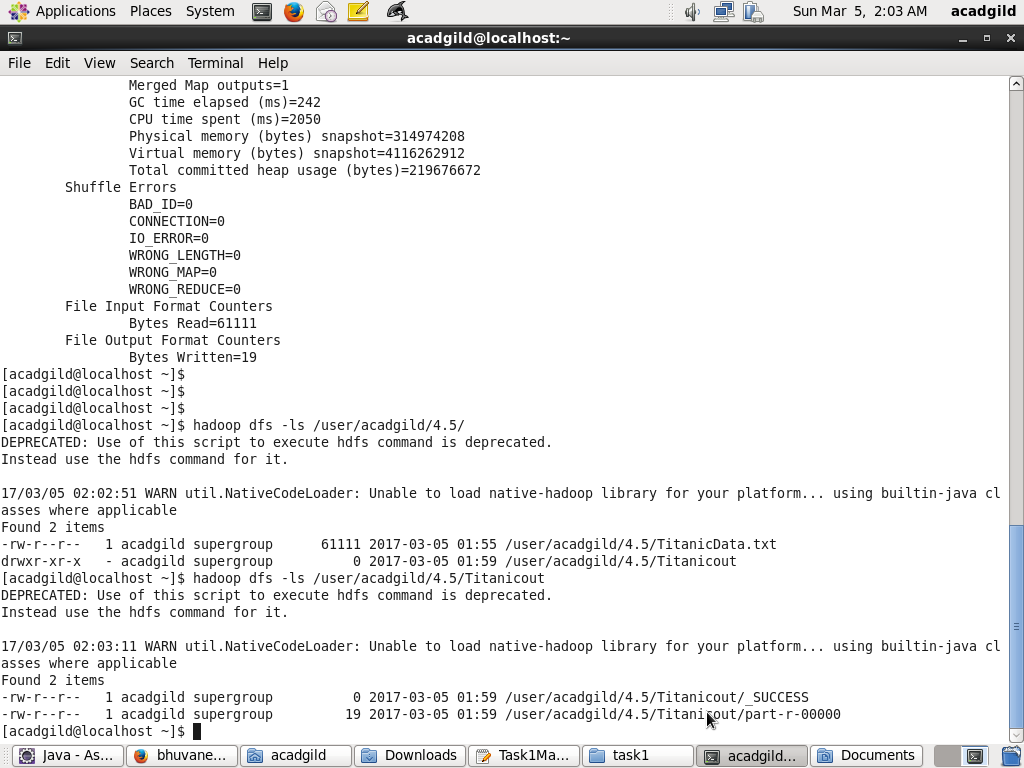 Applications Places System Sun Mar 5, 2:03 AM acadgild
acadgild@localhost:~
File Edit View Search Terminal Help
Merged Map outputs=1
GC time elapsed (ms)=242
CPU time spent (ms)=2050
Physical memory (bytes) snapshot=314974208
Virtual memory (bytes) snapshot=4116262912
Total committed heap usage (bytes)=219676672
Shuffle Errors
BAD_ID=0
CONNECTION=0
IO_ERROR=0
WRONG_LENGTH=0
WRONG_MAP=0
WRONG_REDUCE=0
File Input Format Counters
Bytes Read=61111
File Output Format Counters
Bytes Written=19
[acadgild@localhost ~]$
[acadgild@localhost ~]$
[acadgild@localhost ~]$
[acadgild@localhost ~]$ hadoop dfs -ls /user/acadgild/4.5/
DEPRECATED: Use of this script to execute hdfs command is deprecated.
Instead use the hdfs command for it.
17/03/05 02:02:51 WARN util.NativeCodeLoader: Unable to load native-hadoop library for your platform... using builtin-java cl
asses where applicable
Found 2 items
-rw-r--r--   1 acadgild supergroup      61111 2017-03-05 01:55 /user/acadgild/4.5/TitanicData.txt
drwxr-xr-x   - acadgild supergroup          0 2017-03-05 01:59 /user/acadgild/4.5/Titanicout
[acadgild@localhost ~]$ hadoop dfs -ls /user/acadgild/4.5/Titanicout
DEPRECATED: Use of this script to execute hdfs command is deprecated.
Instead use the hdfs command for it.
17/03/05 02:03:11 WARN util.NativeCodeLoader: Unable to load native-hadoop library for your platform... using builtin-java cl
asses where applicable
Found 2 items
-rw-r--r--   1 acadgild supergroup          0 2017-03-05 01:59 /user/acadgild/4.5/Titanicout/_SUCCESS
-rw-r--r--   1 acadgild supergroup         19 2017-03-05 01:59 /user/acadgild/4.5/Titanicout/part-r-00000
[acadgild@localhost ~]$
Java - As... bhuvane... acadgild Downloads Task1Ma... task1 acadgild... Documents